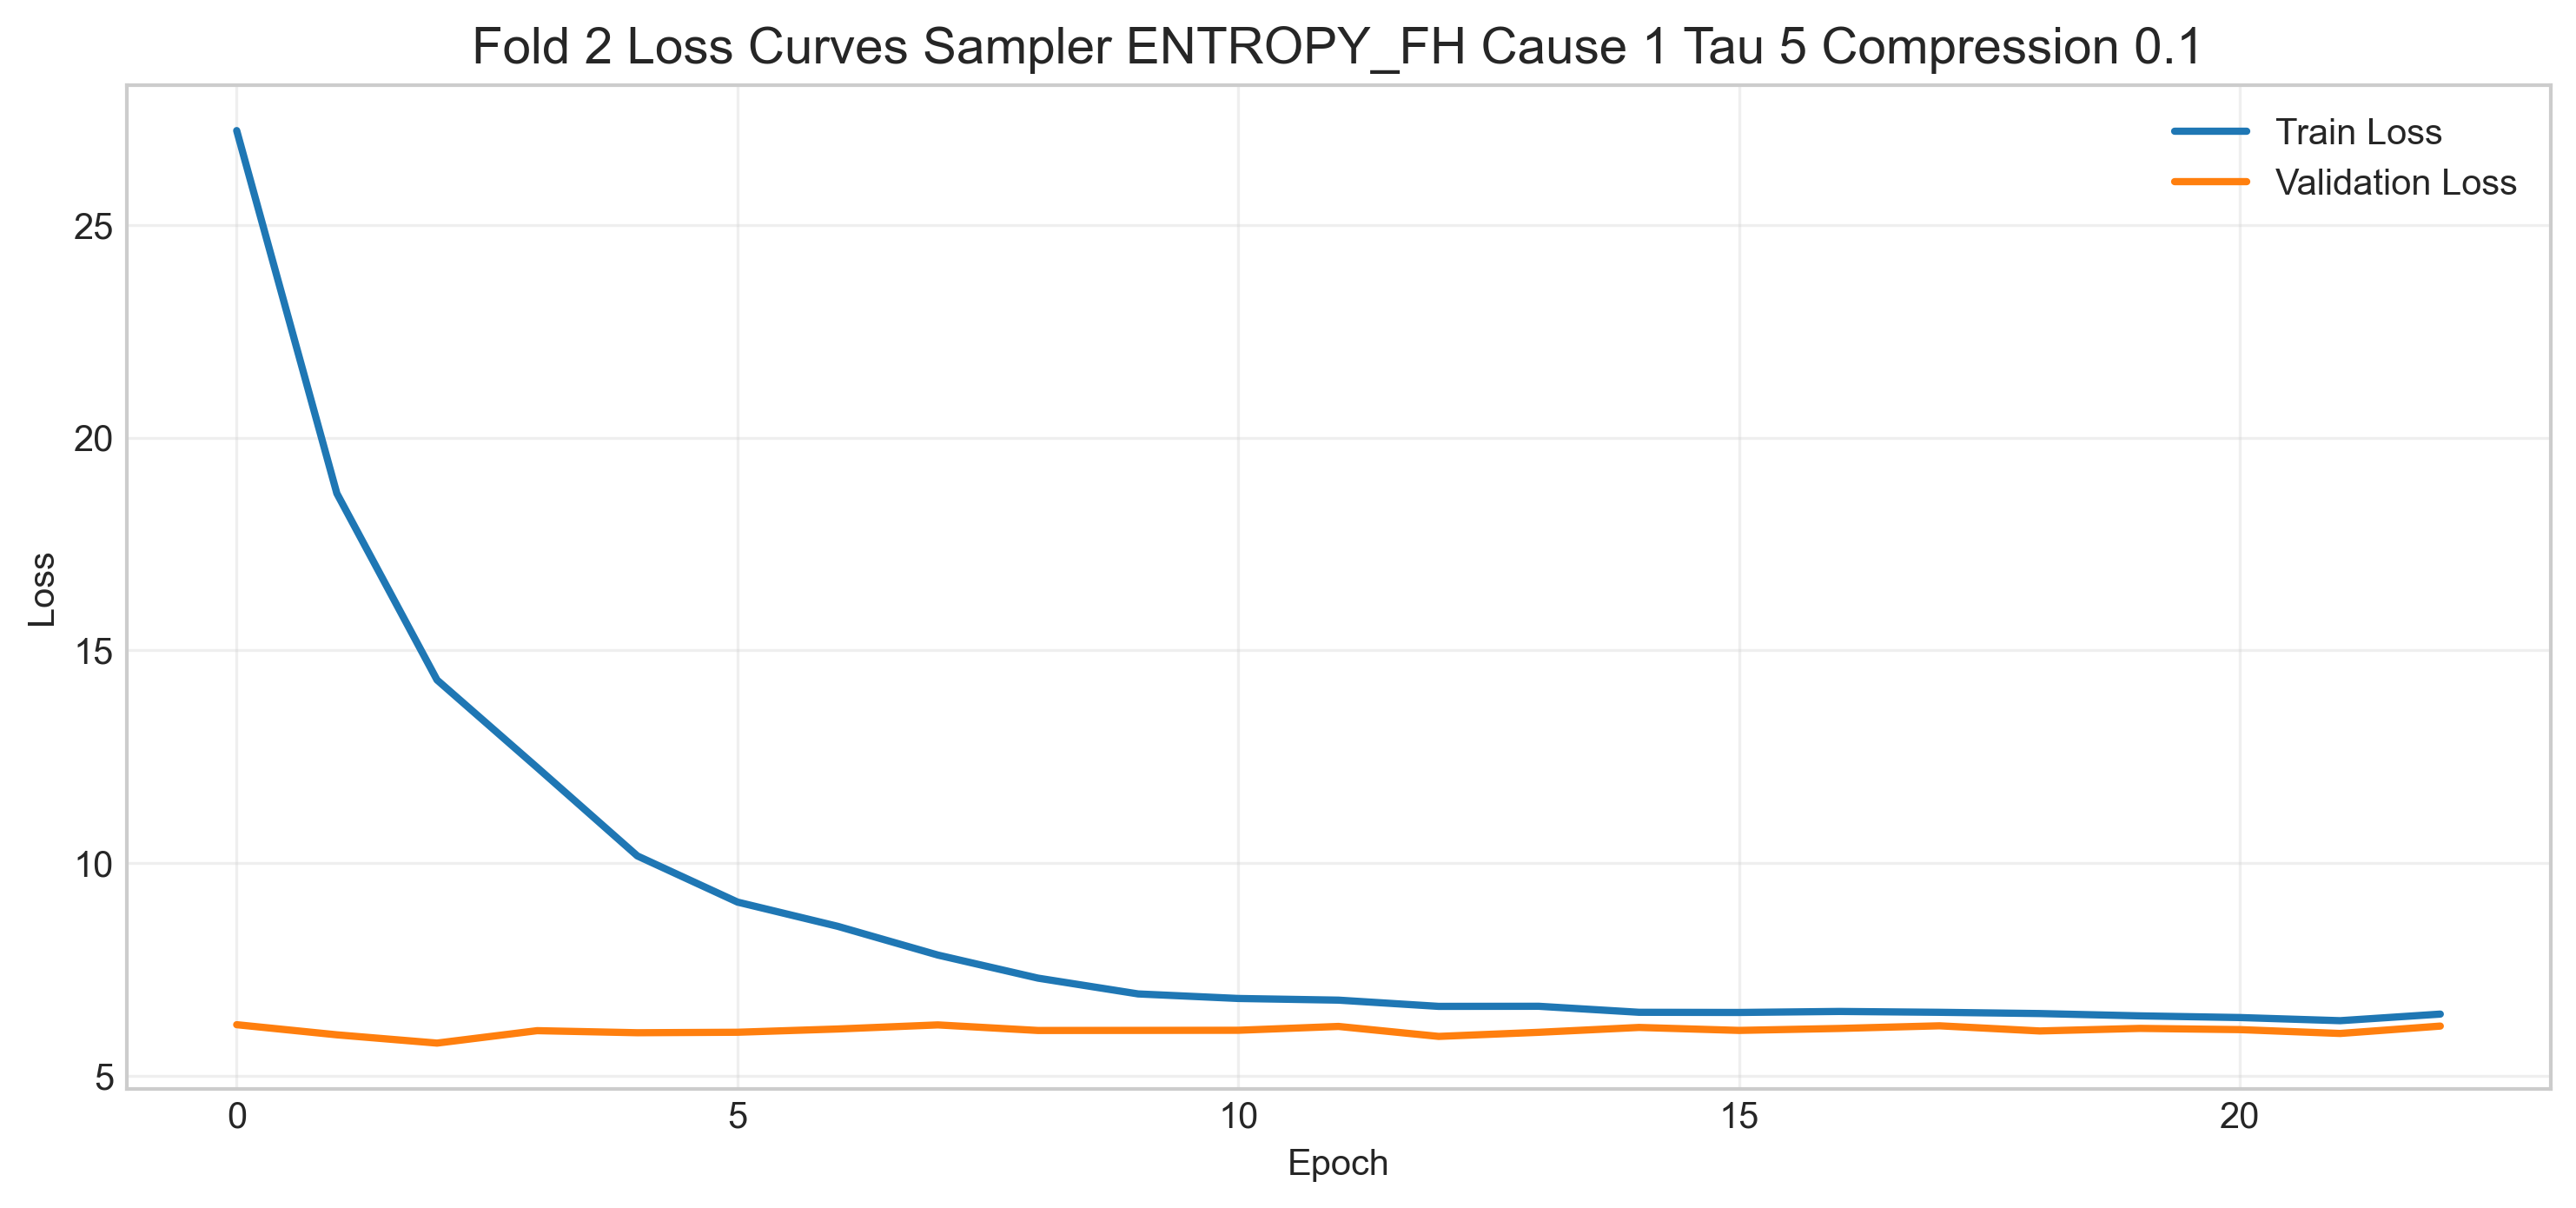 Fold 2 Loss Curves Sampler ENTROPY_FH Cause 1 Tau 5 Compression 0.1
Train Loss
Validation Loss
25
20
15
10
5
Loss
0 5 10 15 20
Epoch